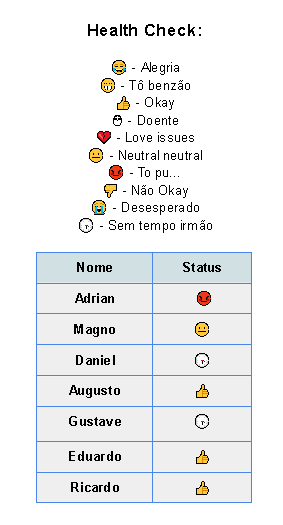 Health Check:
😂 - Alegria
😁 - Tô benzão
👍 - Okay
😷 - Doente
💔 - Love issues
😐 - Neutral neutral
😡 - To pu...
👎 - Não Okay
😭 - Desesperado
🕟 - Sem tempo irmão
Nome Status
Adrian 😡
Magno 😐
Daniel 🕟
Augusto 👍
Gustave 🕟
Eduardo 👍
Ricardo 👍